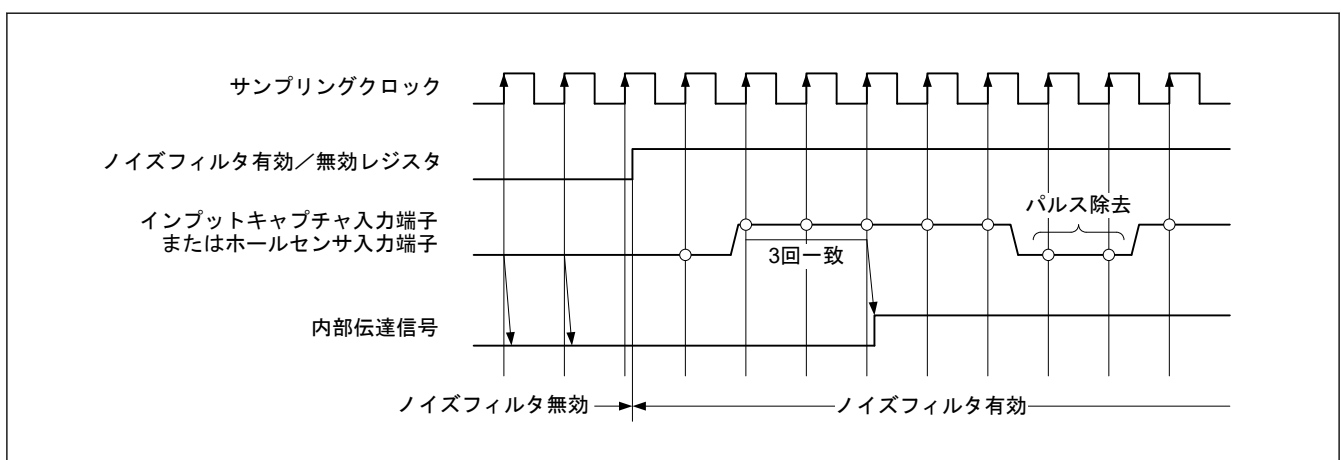 サンプリングクロック
ノイズフィルタ有効／無効レジスタ
インプットキャプチャ入力端子
またはホールセンサ入力端子
パルス除去
3回一致
内部伝達信号
ノイズフィルタ無効
ノイズフィルタ有効